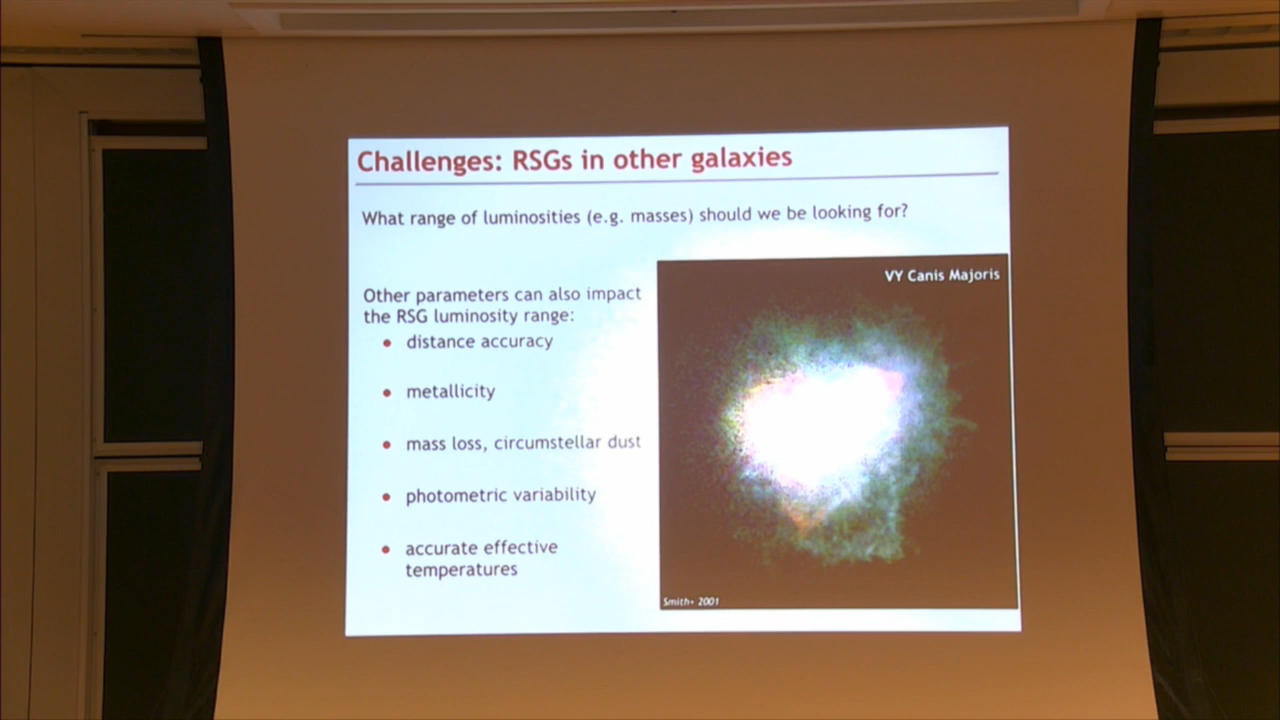 Challenges: RSGs in other galaxies
What range of luminosities (e.g. masses) should we be looking for?
Other parameters can also impact
the RSG luminosity range:
• distance accuracy
• metallicity
• mass loss, circumstellar dust
• photometric variability
• accurate effective
temperatures
VY Canis Majoris
Smith+ 2001